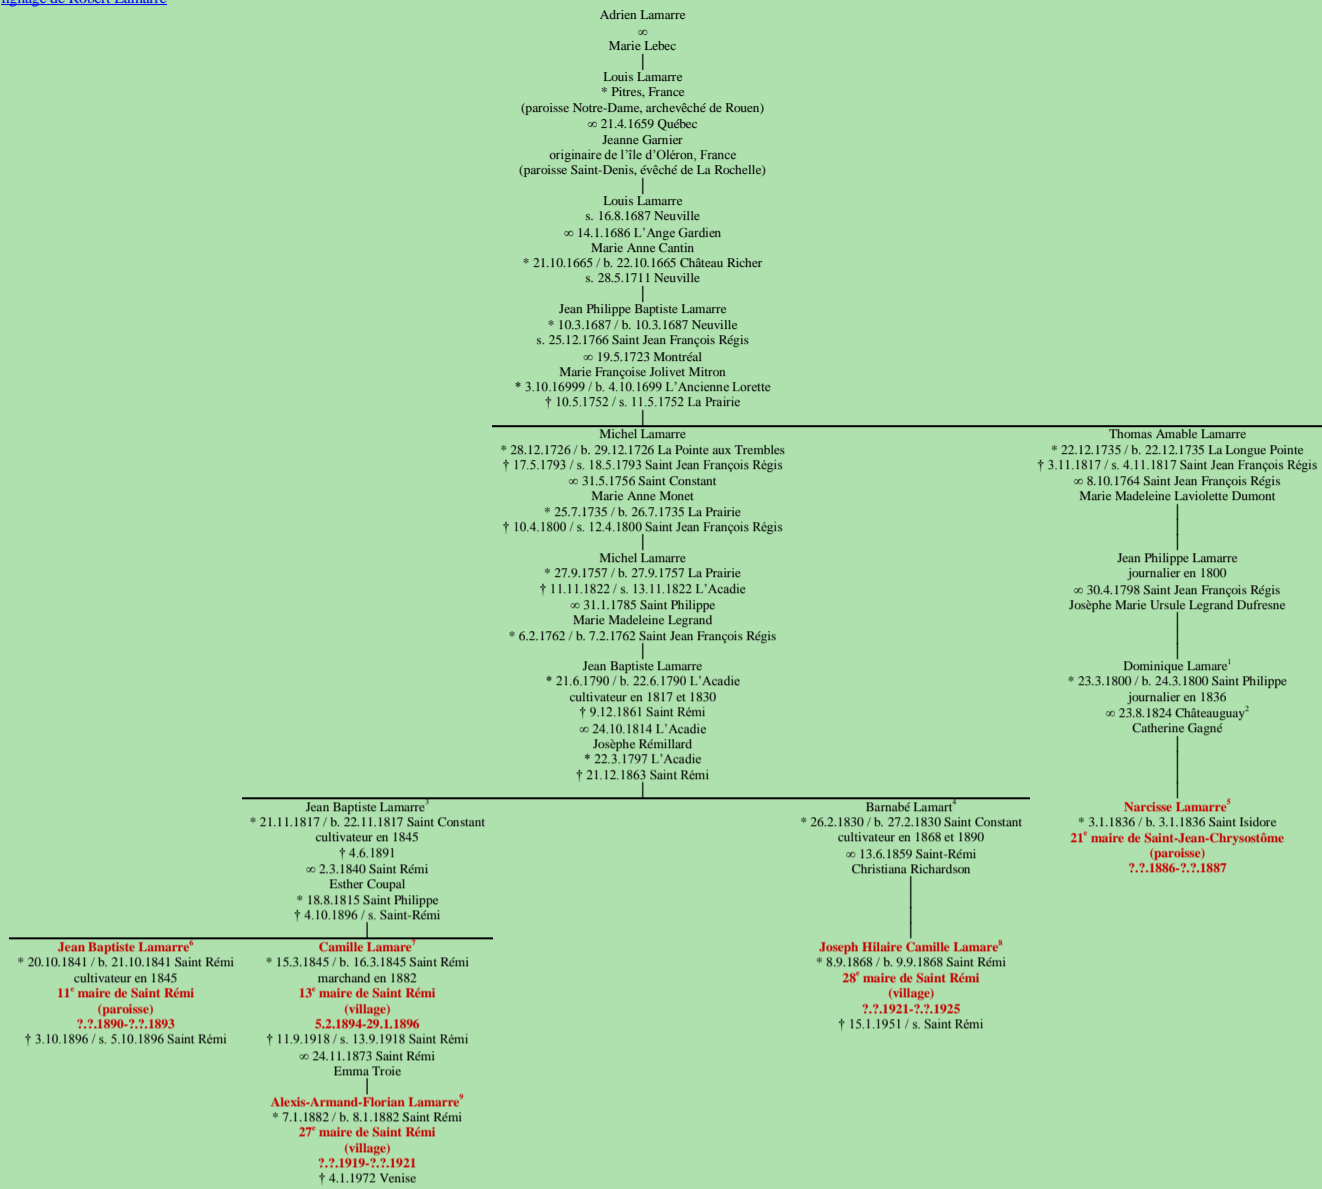 lignage de Robert Lamarre
Adrien Lamarre
∞
Marie Lebec
Louis Lamarre
* Pitres, France
(paroisse Notre-Dame, archevêché de Rouen)
∞ 21.4.1659 Québec
Jeanne Garnier
originaire de l’île d’Oléron, France
(paroisse Saint-Denis, évêché de La Rochelle)
Louis Lamarre
s. 16.8.1687 Neuville
∞ 14.1.1686 L’Ange Gardien
Marie Anne Cantin
* 21.10.1665 / b. 22.10.1665 Château Richer
s. 28.5.1711 Neuville
Jean Philippe Baptiste Lamarre
* 10.3.1687 / b. 10.3.1687 Neuville
s. 25.12.1766 Saint Jean François Régis
∞ 19.5.1723 Montréal
Marie Françoise Jolivet Mitron
* 3.10.16999 / b. 4.10.1699 L’Ancienne Lorette
† 10.5.1752 / s. 11.5.1752 La Prairie
Michel Lamarre
* 28.12.1726 / b. 29.12.1726 La Pointe aux Trembles
† 17.5.1793 / s. 18.5.1793 Saint Jean François Régis
∞ 31.5.1756 Saint Constant
Marie Anne Monet
* 25.7.1735 / b. 26.7.1735 La Prairie
† 10.4.1800 / s. 12.4.1800 Saint Jean François Régis
Thomas Amable Lamarre
* 22.12.1735 / b. 22.12.1735 La Longue Pointe
† 3.11.1817 / s. 4.11.1817 Saint Jean François Régis
∞ 8.10.1764 Saint Jean François Régis
Marie Madeleine Laviolette Dumont
Michel Lamarre
* 27.9.1757 / b. 27.9.1757 La Prairie
† 11.11.1822 / s. 13.11.1822 L’Acadie
∞ 31.1.1785 Saint Philippe
Marie Madeleine Legrand
* 6.2.1762 / b. 7.2.1762 Saint Jean François Régis
Jean Philippe Lamarre
journalier en 1800
∞ 30.4.1798 Saint Jean François Régis
Josèphe Marie Ursule Legrand Dufresne
Jean Baptiste Lamarre
* 21.6.1790 / b. 22.6.1790 L’Acadie
cultivateur en 1817 et 1830
† 9.12.1861 Saint Rémi
∞ 24.10.1814 L’Acadie
Josèphe Rémillard
* 22.3.1797 L’Acadie
† 21.12.1863 Saint Rémi
Dominique Lamare¹
* 23.3.1800 / b. 24.3.1800 Saint Philippe
journalier en 1836
∞ 23.8.1824 Châteauguay²
Catherine Gagné
Jean Baptiste Lamarre³
* 21.11.1817 / b. 22.11.1817 Saint Constant
cultivateur en 1845
† 4.6.1891
∞ 2.3.1840 Saint Rémi
Esther Coupal
* 18.8.1815 Saint Philippe
† 4.10.1896 / s. Saint-Rémi
Barnabé Lamart⁴
* 26.2.1830 / b. 27.2.1830 Saint Constant
cultivateur en 1868 et 1890
∞ 13.6.1859 Saint-Rémi
Christiana Richardson
Narcisse Lamarre⁵
* 3.1.1836 / b. 3.1.1836 Saint Isidore
21ᵉ maire de Saint-Jean-Chrysostôme
(paroisse)
?.?.1886-?.?.1887
Jean Baptiste Lamarre⁶
* 20.10.1841 / b. 21.10.1841 Saint Rémi
cultivateur en 1845
11ᵉ maire de Saint Rémi
(paroisse)
?.?.1890-?.?.1893
† 3.10.1896 / s. 5.10.1896 Saint Rémi
Camille Lamare⁷
* 15.3.1845 / b. 16.3.1845 Saint Rémi
marchand en 1882
13ᵉ maire de Saint Rémi
(village)
5.2.1894-29.1.1896
† 11.9.1918 / s. 13.9.1918 Saint Rémi
∞ 24.11.1873 Saint Rémi
Emma Troie
Joseph Hilaire Camille Lamare⁸
* 8.9.1868 / b. 9.9.1868 Saint Rémi
28ᵉ maire de Saint Rémi
(village)
?.?.1921-?.?.1925
† 15.1.1951 / s. Saint Rémi
Alexis-Armand-Florian Lamarre⁹
* 7.1.1882 / b. 8.1.1882 Saint Rémi
27ᵉ maire de Saint Rémi
(village)
?.?.1919-?.?.1921
† 4.1.1972 Venise